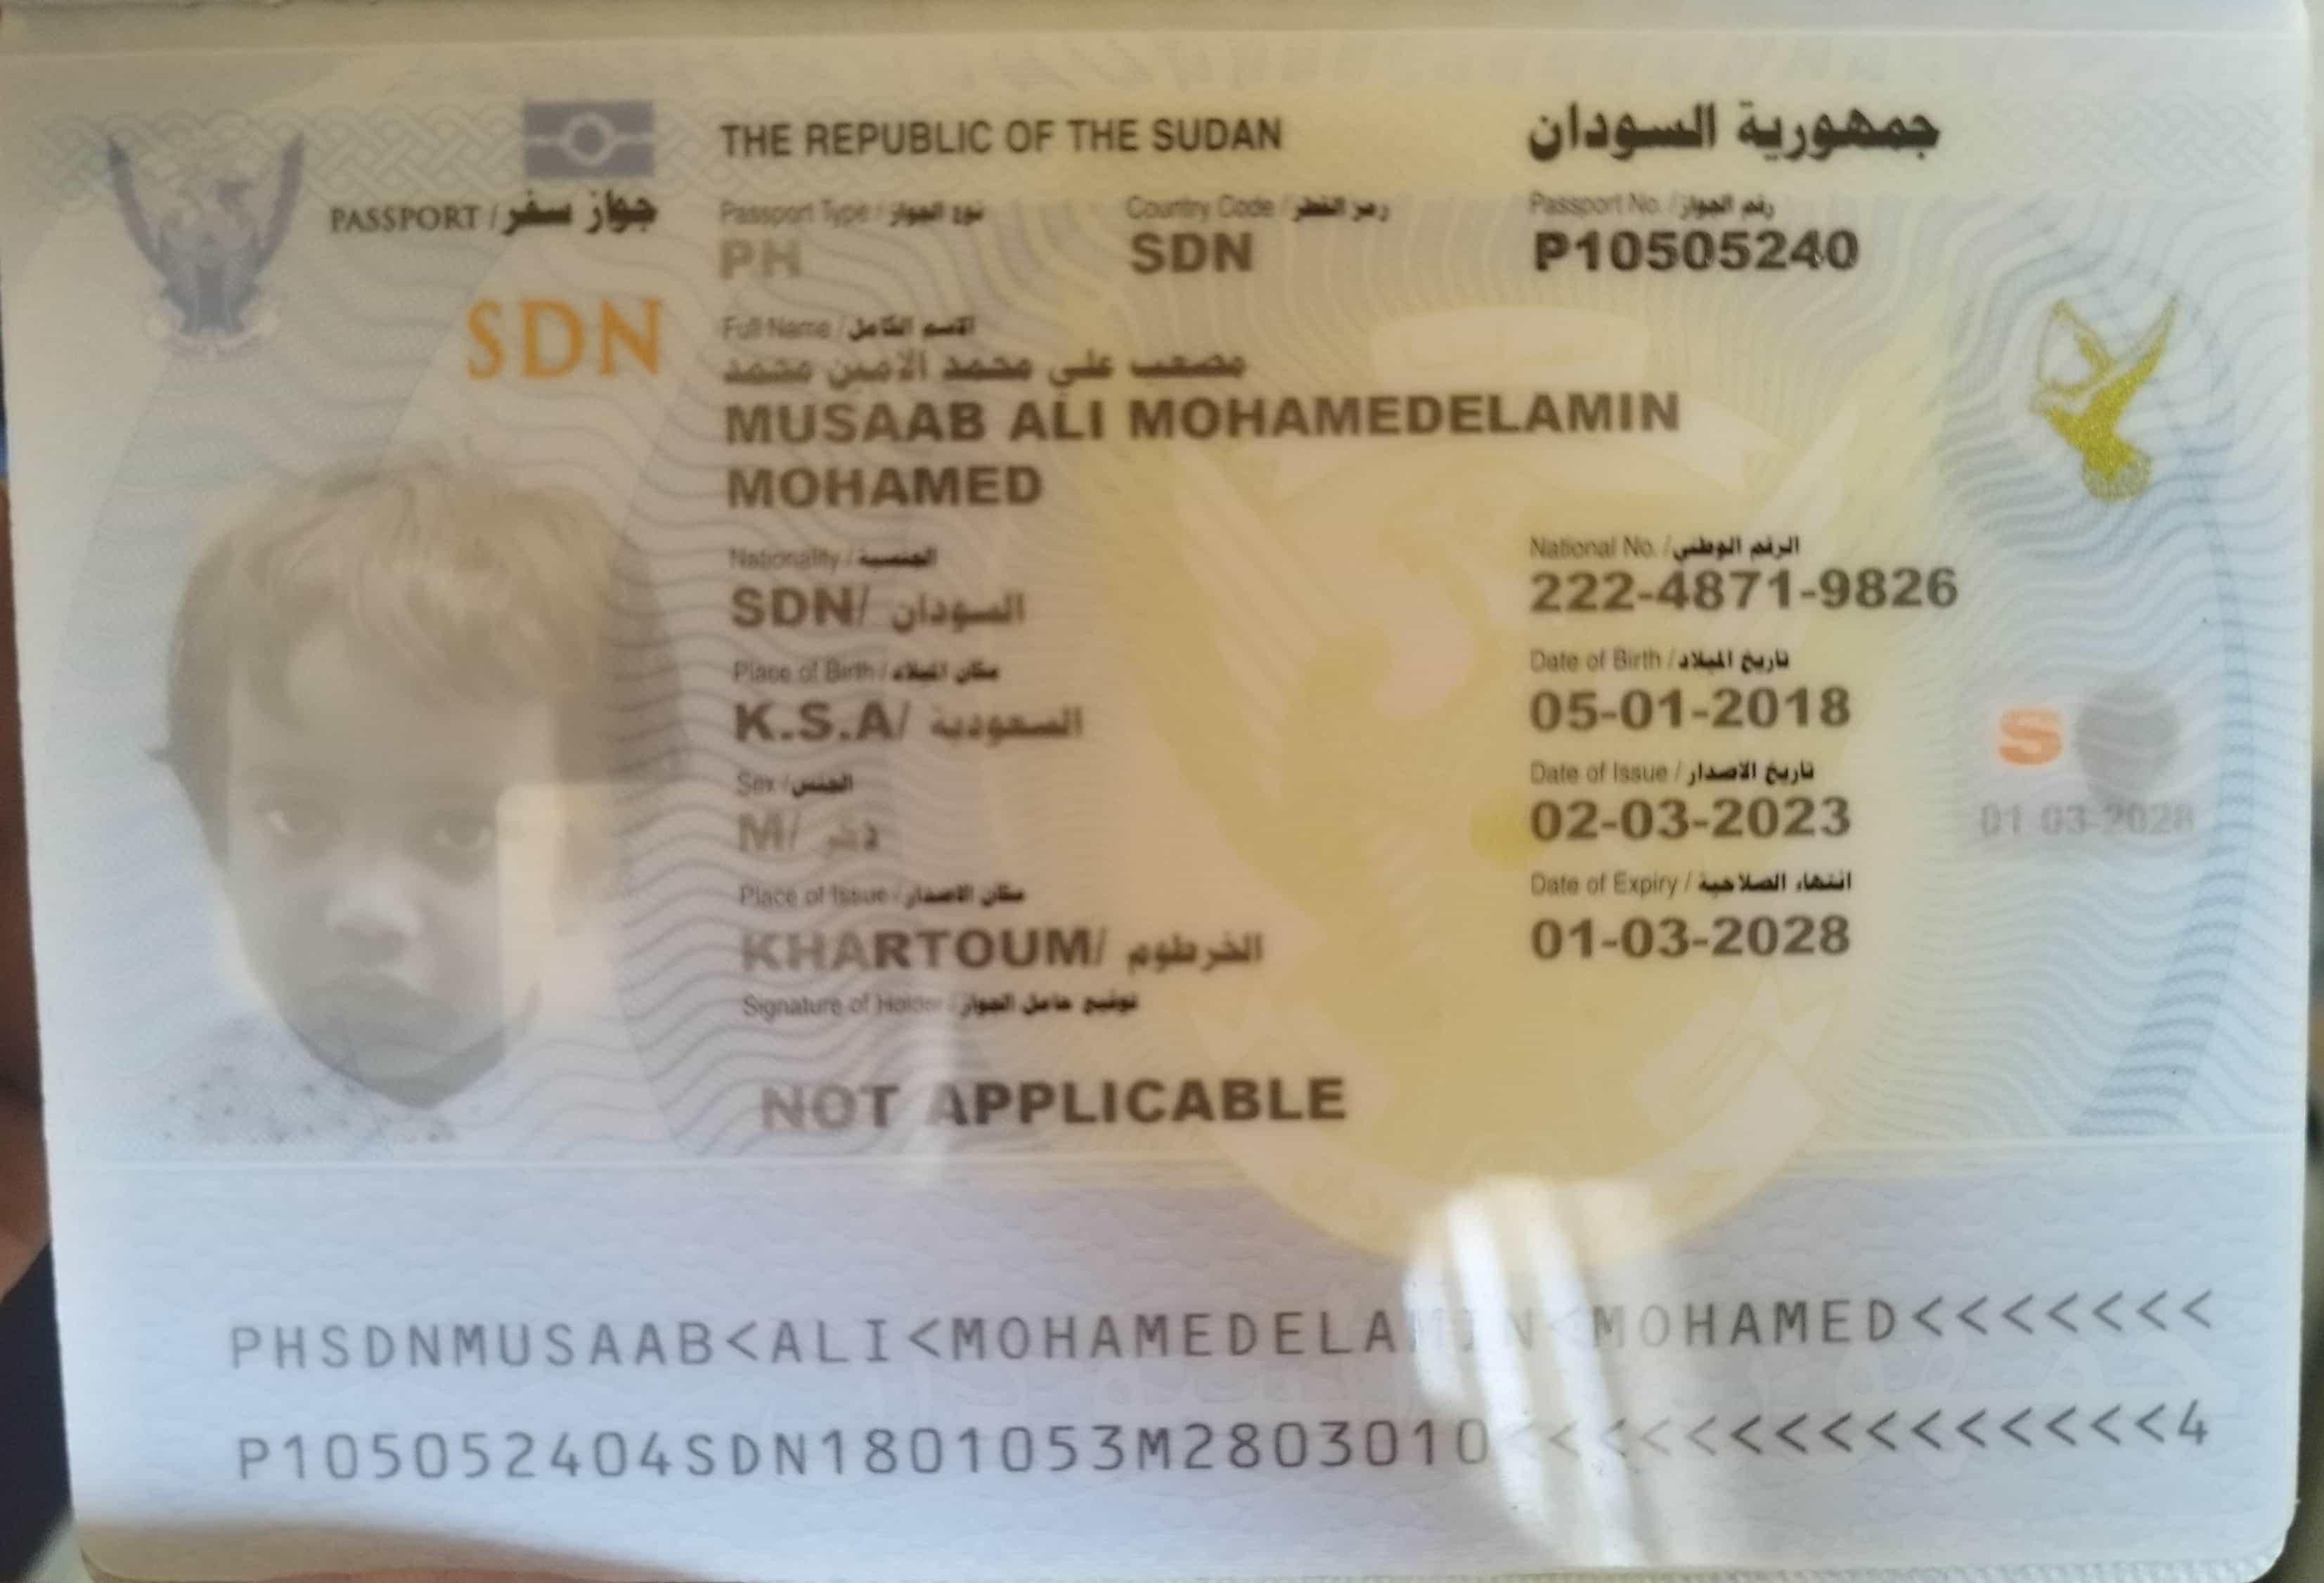 THE REPUBLIC OF THE SUDAN جمهورية السودان
PASSPORT / جواز سفر
Passport Type / نوع الجواز
PH
Country Code / رمز القطر
SDN
Passport No. / رقم الجواز
P10505240
SDN
Full Name / الاسم الكامل
مصعب علي محمد الامين محمد
MUSAAB ALI MOHAMEDELAMIN
MOHAMED
Nationality / الجنسية
SDN/ السودان
National No. / الرقم الوطني
222-4871-9826
Place of Birth / مكان الميلاد
K.S.A/ السعودية
Date of Birth / تاريخ الميلاد
05-01-2018
Sex / الجنس
M/ ذكر
Date of Issue / تاريخ الاصدار
02-03-2023
S
01-03-2028
Place of Issue / مكان الاصدار
KHARTOUM/ الخرطوم
Date of Expiry / انتهاء الصلاحية
01-03-2028
Signature of Holder / توقيع حامل الجواز
NOT APPLICABLE
PHSDNMUSAAB<ALI<MOHAMEDELAMIN<MOHAMED<<<<<<<
P105052404SDN1801053M2803010<<<<<<<<<<<<<<<4